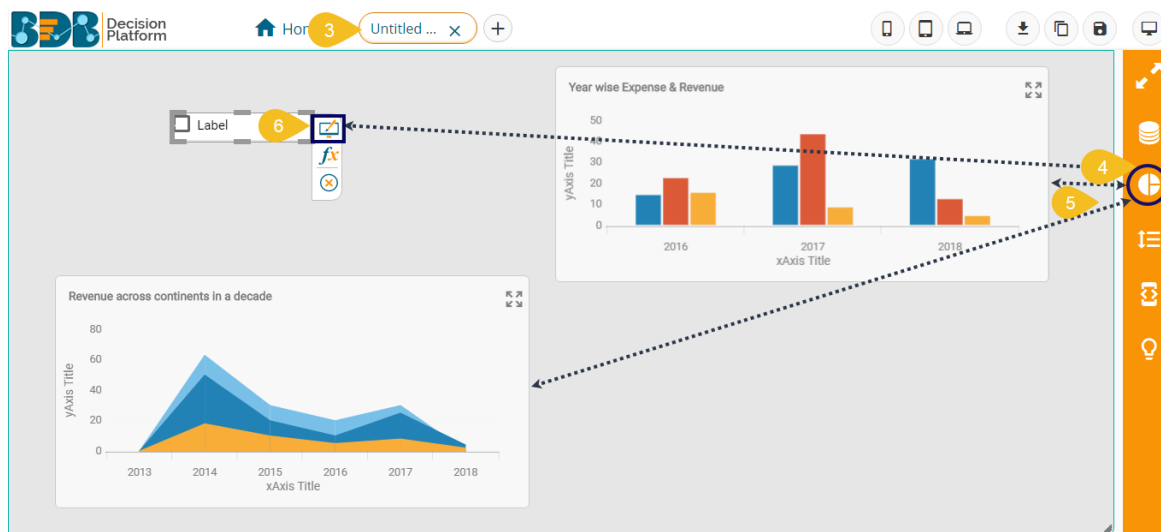 BDB Decision
Platform
Hor 3 Untitled ... x +
Year wise Expense & Revenue
6 Label
fx
50
40
30
20
10
0
yAxis Title
2016 2017 2018
xAxis Title
4
5
Revenue across continents in a decade
80
60
40
20
0
yAxis Title
2013 2014 2015 2016 2017 2018
xAxis Title